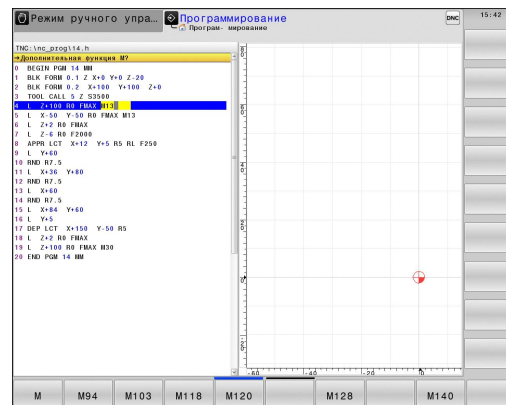 Режим ручного упра...
Программирование
Програм- мирование
DNC
15:42
TNC:\nc_prog\14.h
→Дополнительная функция М?
0 BEGIN PGM 14 MM
1 BLK FORM 0.1 Z X+0 Y+0 Z-20
2 BLK FORM 0.2 X+100 Y+100 Z+0
3 TOOL CALL 5 Z S3500
4 L Z+100 R0 FMAX M13
5 L X-50 Y-50 R0 FMAX M13
6 L Z+2 R0 FMAX
7 L Z-6 R0 F2000
8 APPR LCT X+12 Y+5 R5 RL F250
9 L Y+60
10 RND R7.5
11 L X+36 Y+80
12 RND R7.5
13 L X+60
14 RND R7.5
15 L X+84 Y+60
16 L Y+5
17 DEP LCT X+150 Y-50 R5
18 L Z+2 R0 FMAX
19 L Z+100 R0 FMAX M30
20 END PGM 14 MM
-60 -40 -20 0
M M94 M103 M118 M120 M128 M140